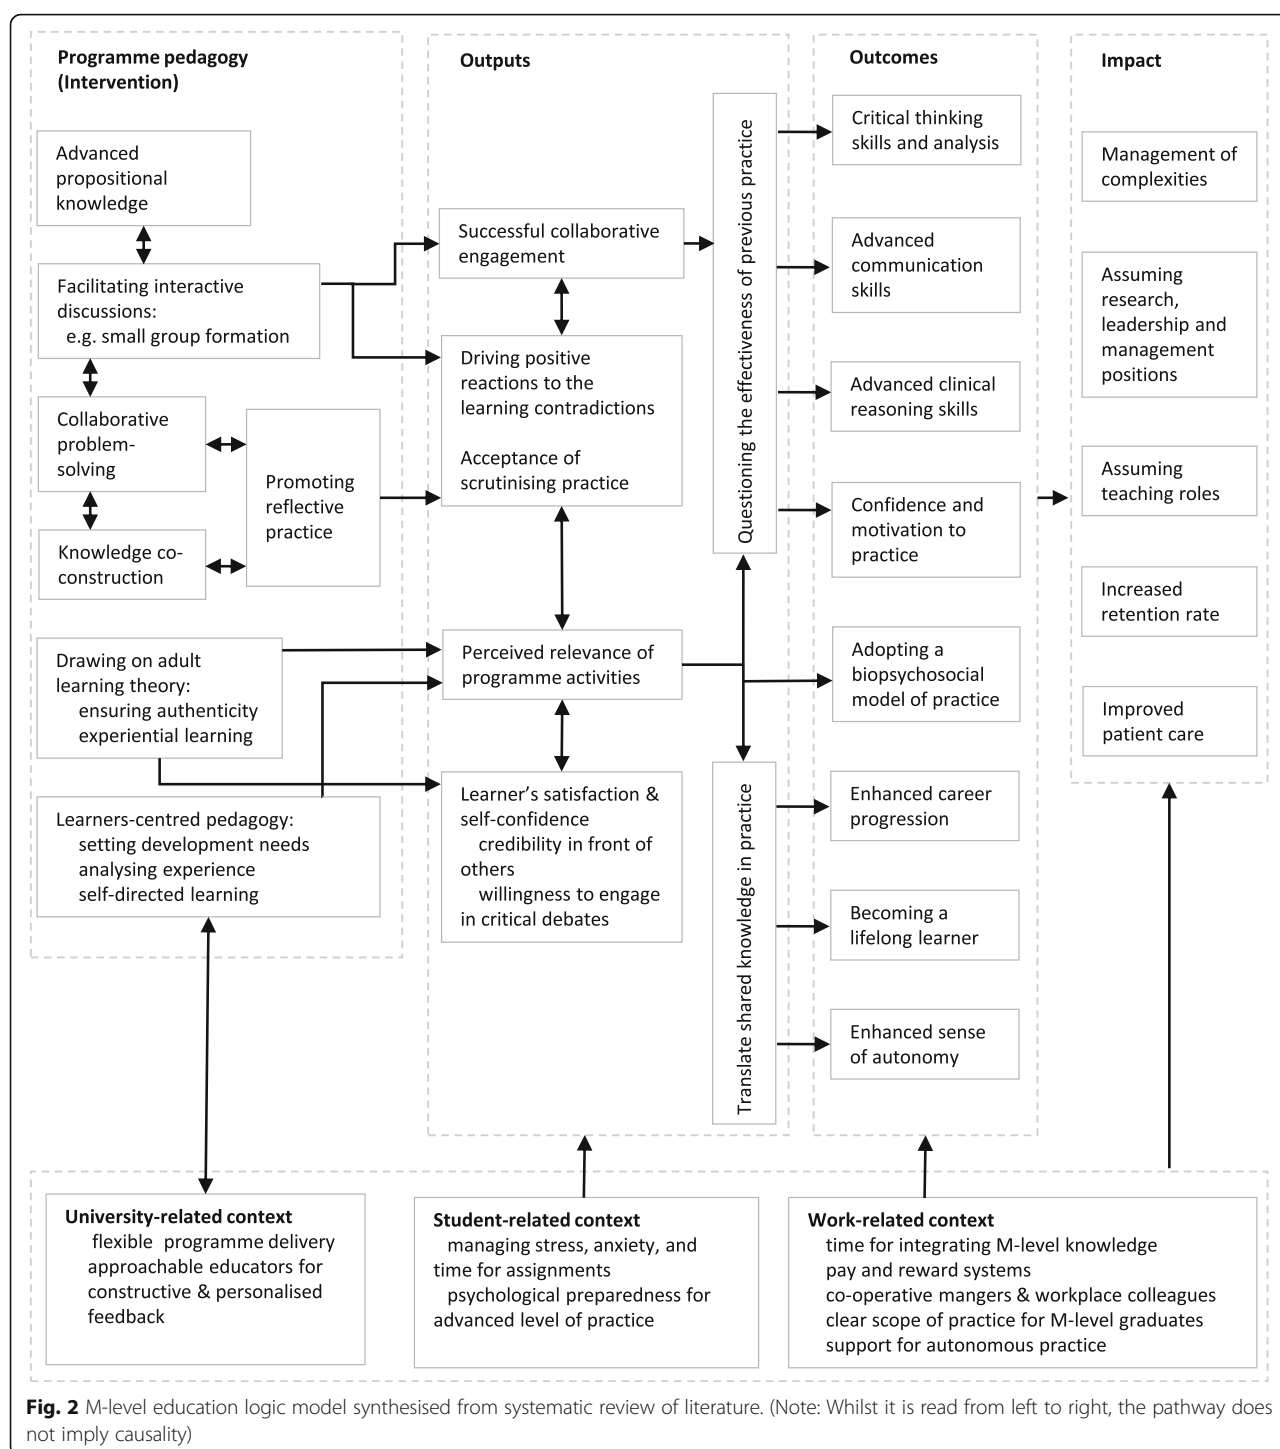 Programme pedagogy
(Intervention)
Advanced
propositional
knowledge
Facilitating interactive
discussions:
e.g. small group formation
Collaborative
problem-
solving
Promoting
reflective
practice
Knowledge co-
construction
Drawing on adult
learning theory:
ensuring authenticity
experiential learning
Learners-centred pedagogy:
setting development needs
analysing experience
self-directed learning
Outputs
Successful collaborative
engagement
Driving positive
reactions to the
learning contradictions
Acceptance of
scrutinising practice
Perceived relevance of
programme activities
Learner’s satisfaction &
self-confidence
credibility in front of
others
willingness to engage
in critical debates
Questioning the effectiveness of previous practice
Translate shared knowledge in practice
Outcomes
Critical thinking
skills and analysis
Advanced
communication
skills
Advanced clinical
reasoning skills
Confidence and
motivation to
practice
Adopting a
biopsychosocial
model of practice
Enhanced career
progression
Becoming a
lifelong learner
Enhanced sense
of autonomy
Impact
Management of
complexities
Assuming
research,
leadership and
management
positions
Assuming
teaching roles
Increased
retention rate
Improved
patient care
University-related context
flexible programme delivery
approachable educators for
constructive & personalised
feedback
Student-related context
managing stress, anxiety, and
time for assignments
psychological preparedness for
advanced level of practice
Work-related context
time for integrating M-level knowledge
pay and reward systems
co-operative mangers & workplace colleagues
clear scope of practice for M-level graduates
support for autonomous practice
Fig. 2 M-level education logic model synthesised from systematic review of literature. (Note: Whilst it is read from left to right, the pathway does
not imply causality)